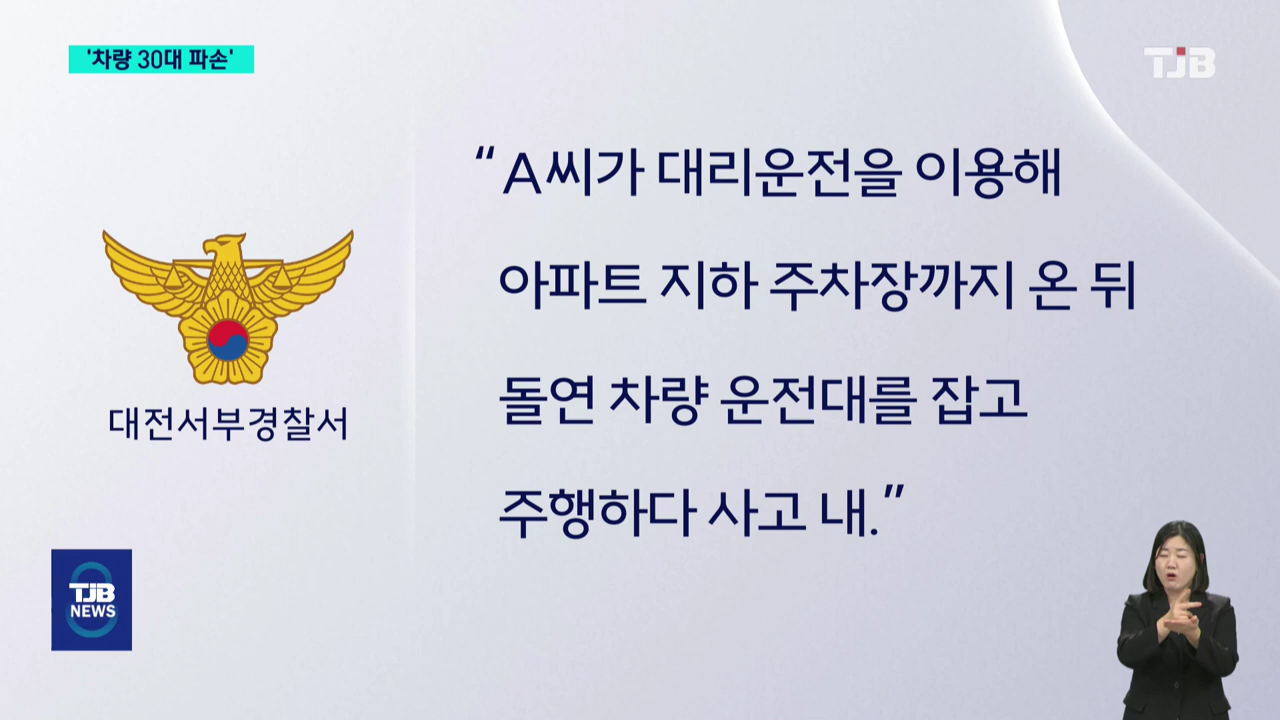 '차량 30대 파손'
TJB
“A씨가 대리운전을 이용해
아파트 지하 주차장까지 온 뒤
돌연 차량 운전대를 잡고
주행하다 사고 내.”
대전서부경찰서
8
TJB
NEWS